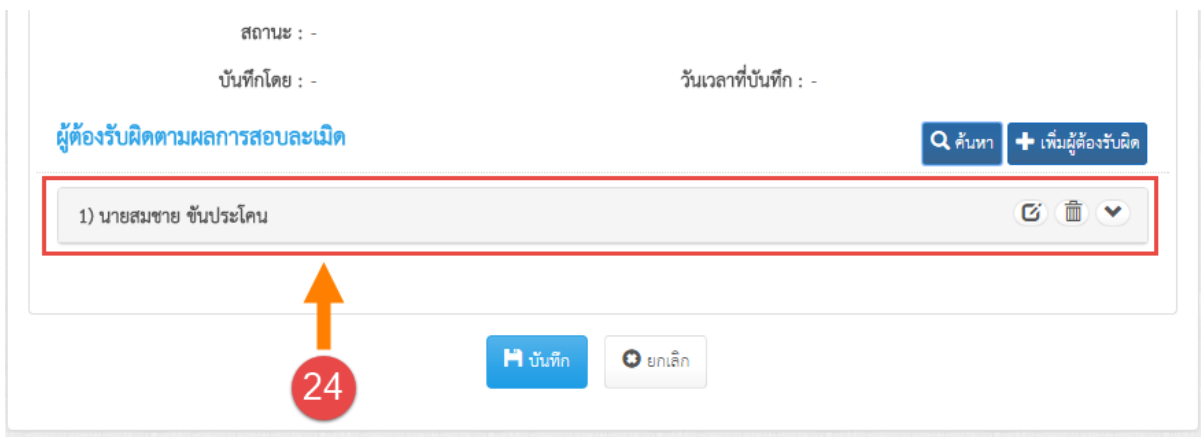 สถานะ : -
บันทึกโดย : - วันเวลาที่บันทึก : -
ผู้ต้องรับผิดตามผลการสอบละเมิด ค้นหา เพิ่มผู้ต้องรับผิด
1) นายสมชาย ขันประโคน
บันทึก ยกเลิก
24